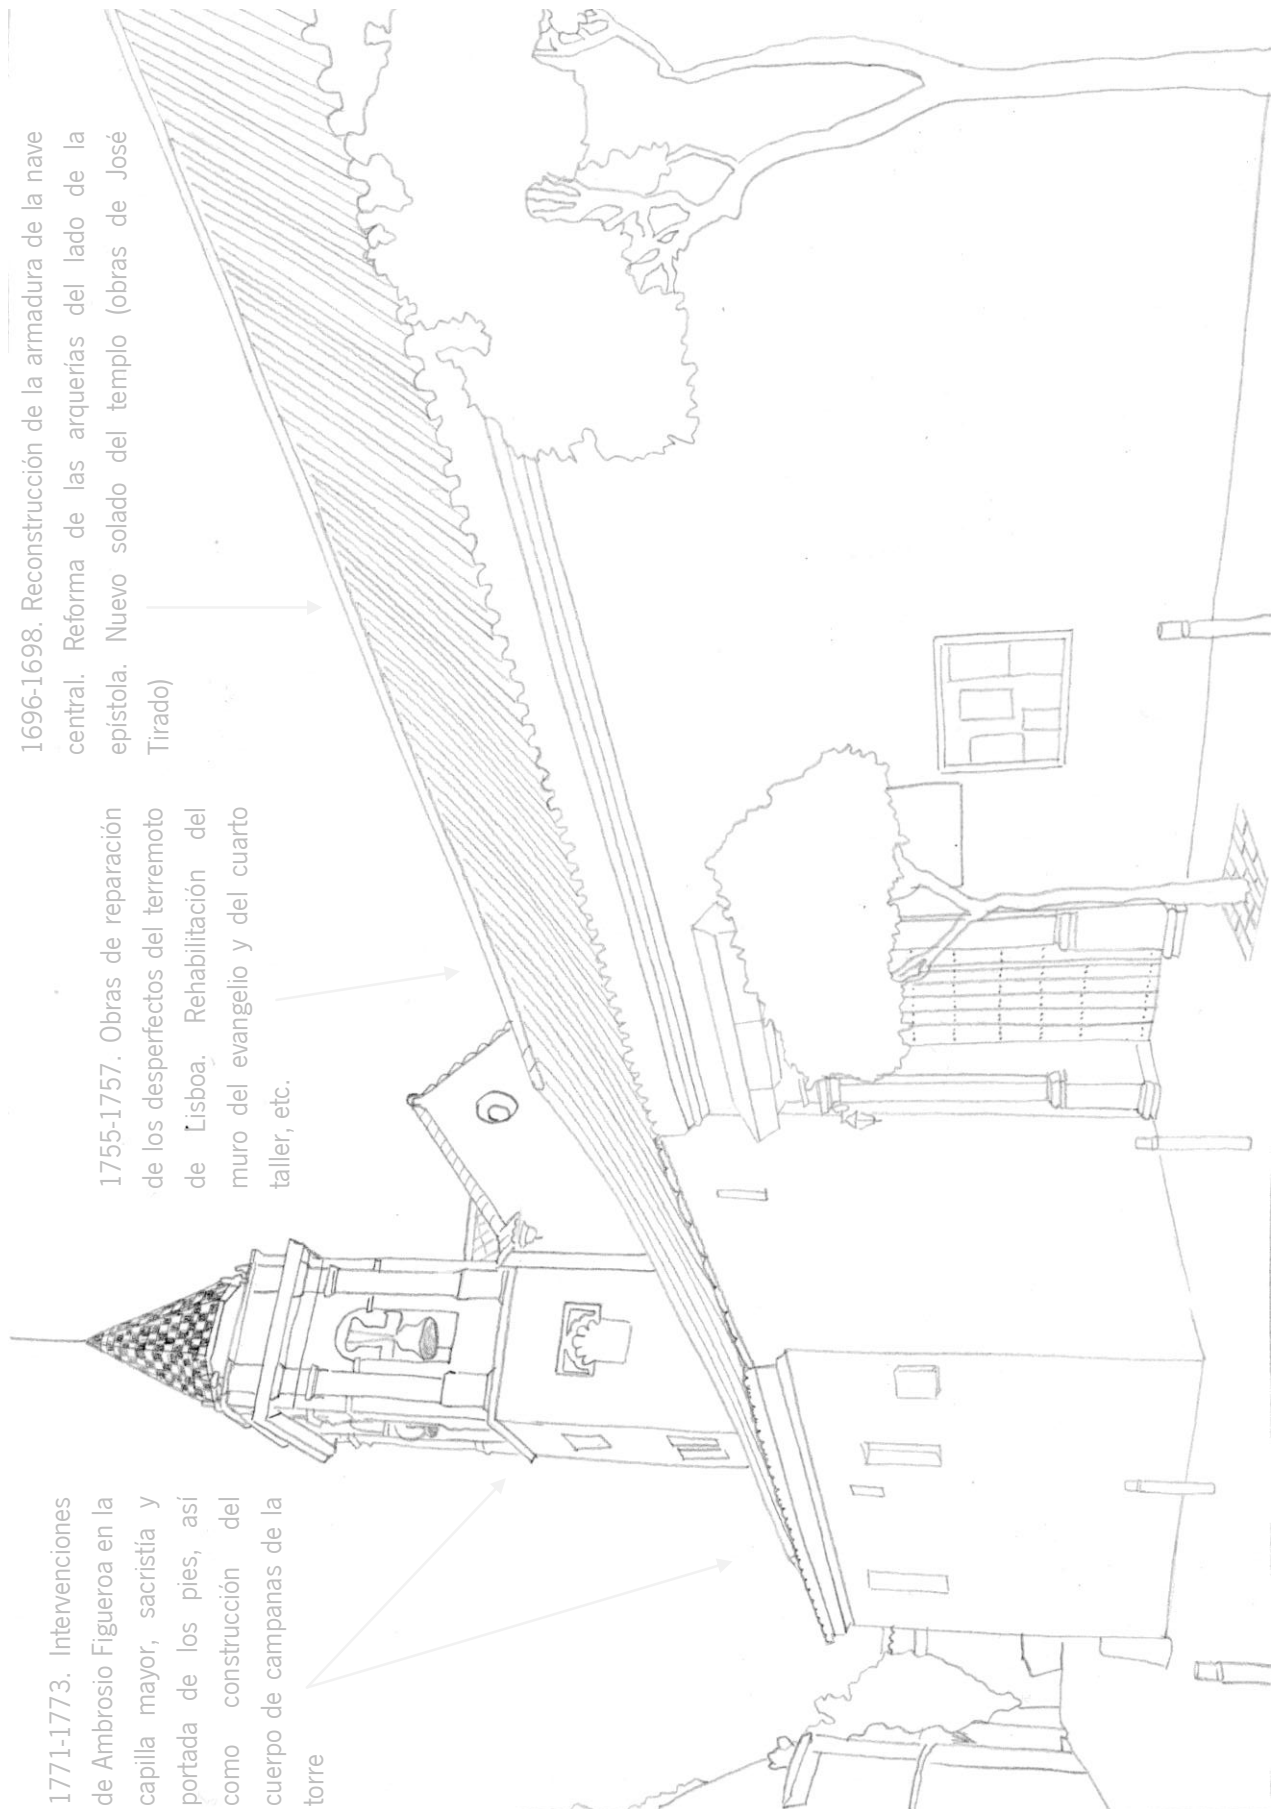 1771-1773. Intervenciones
de Ambrosio Figueroa en la
capilla mayor, sacristía y
portada de los pies, así
como construcción del
cuerpo de campanas de la
torre
1755-1757. Obras de reparación
de los desperfectos del terremoto
de Lisboa. Rehabilitación del
muro del evangelio y del cuarto
taller, etc.
1696-1698. Reconstrucción de la armadura de la nave
central. Reforma de las arquerías del lado de la
epístola. Nuevo solado del templo (obras de José
Tirado)